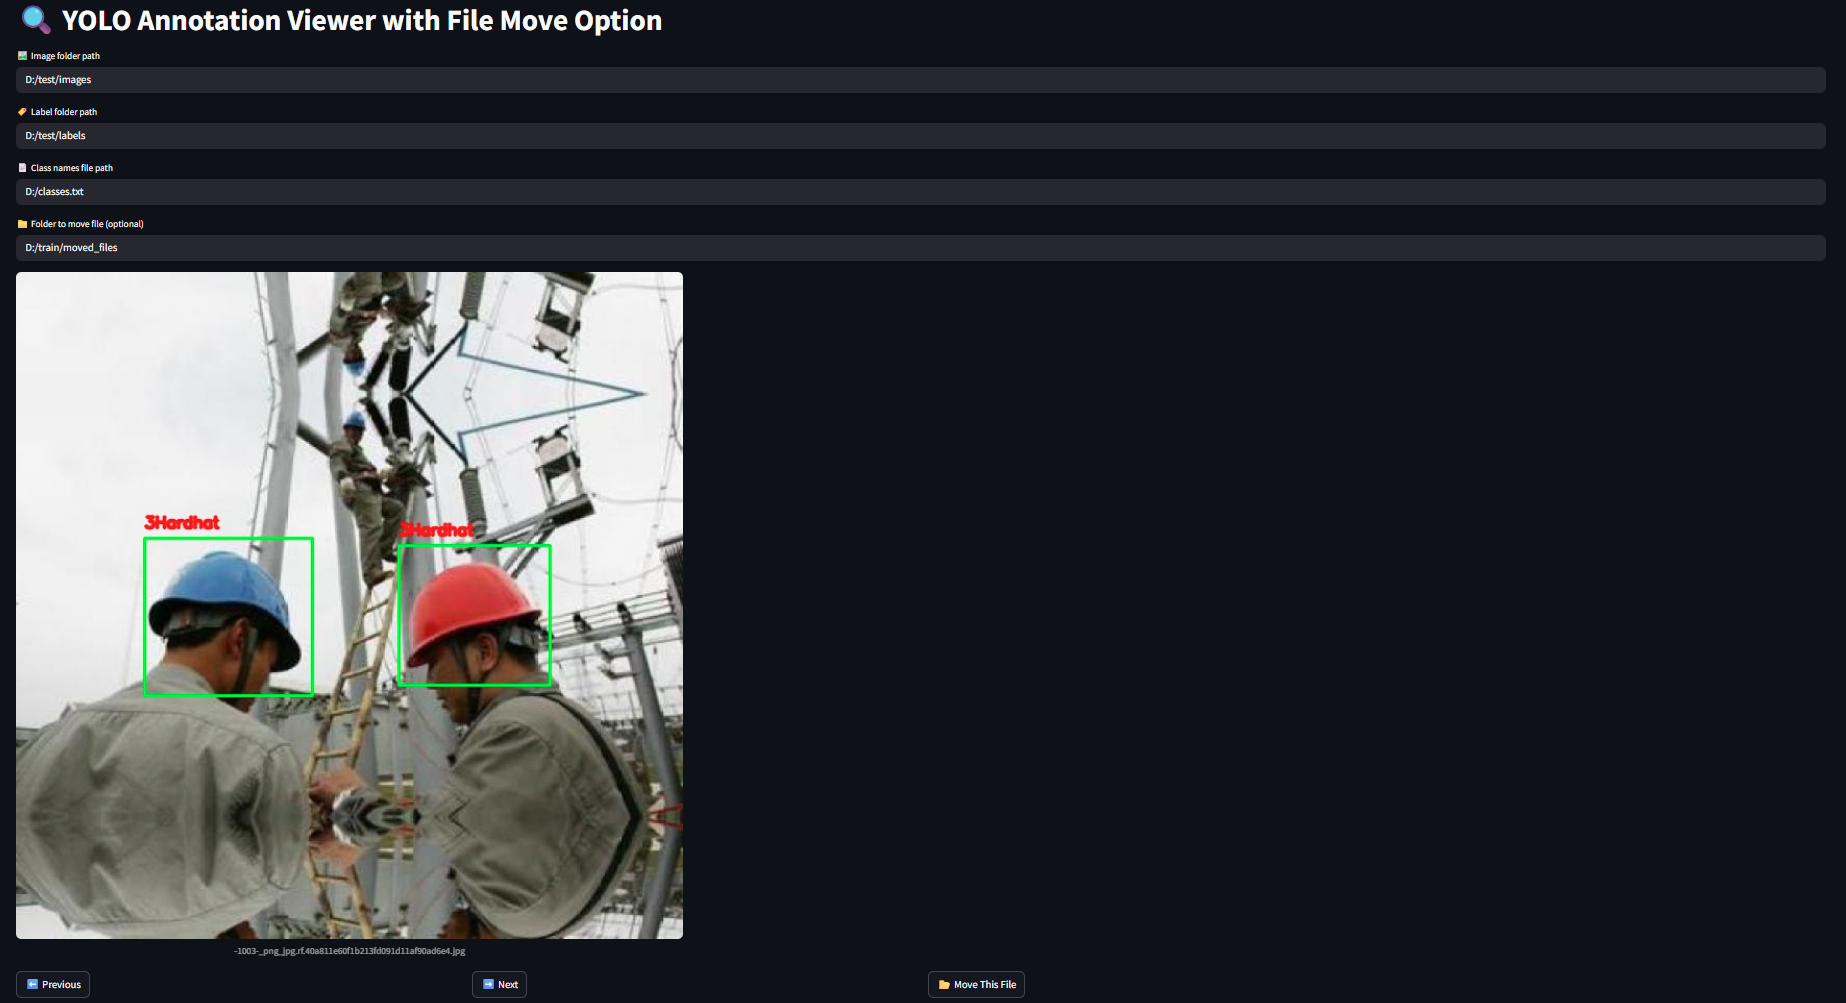 YOLO Annotation Viewer with File Move Option
Image folder path
D:/test/images
Label folder path
D:/test/labels
Class names file path
D:/classes.txt
Folder to move file (optional)
D:/train/moved_files
3Hardhat
3Hardhat
-1003-_png_jpg.rf.40a811e60f1b213fd091d11af90ad6e4.jpg
Previous
Next
Move This File